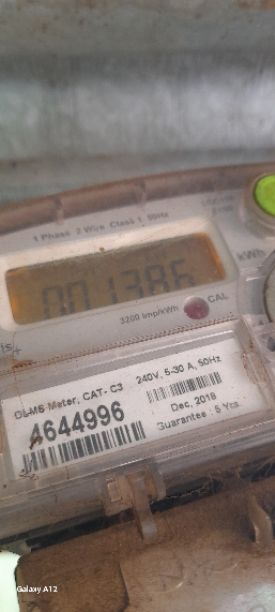 1 Phase 2 Wire Class 1, 50Hz
kWh
001386
3200 Imp/kWh
CAL
GLMS Meter, CAT- C3 240V, 5-30 A, 50Hz
4644996
Dec, 2018
Guarantee : 5 Yrs.
Galaxy A12